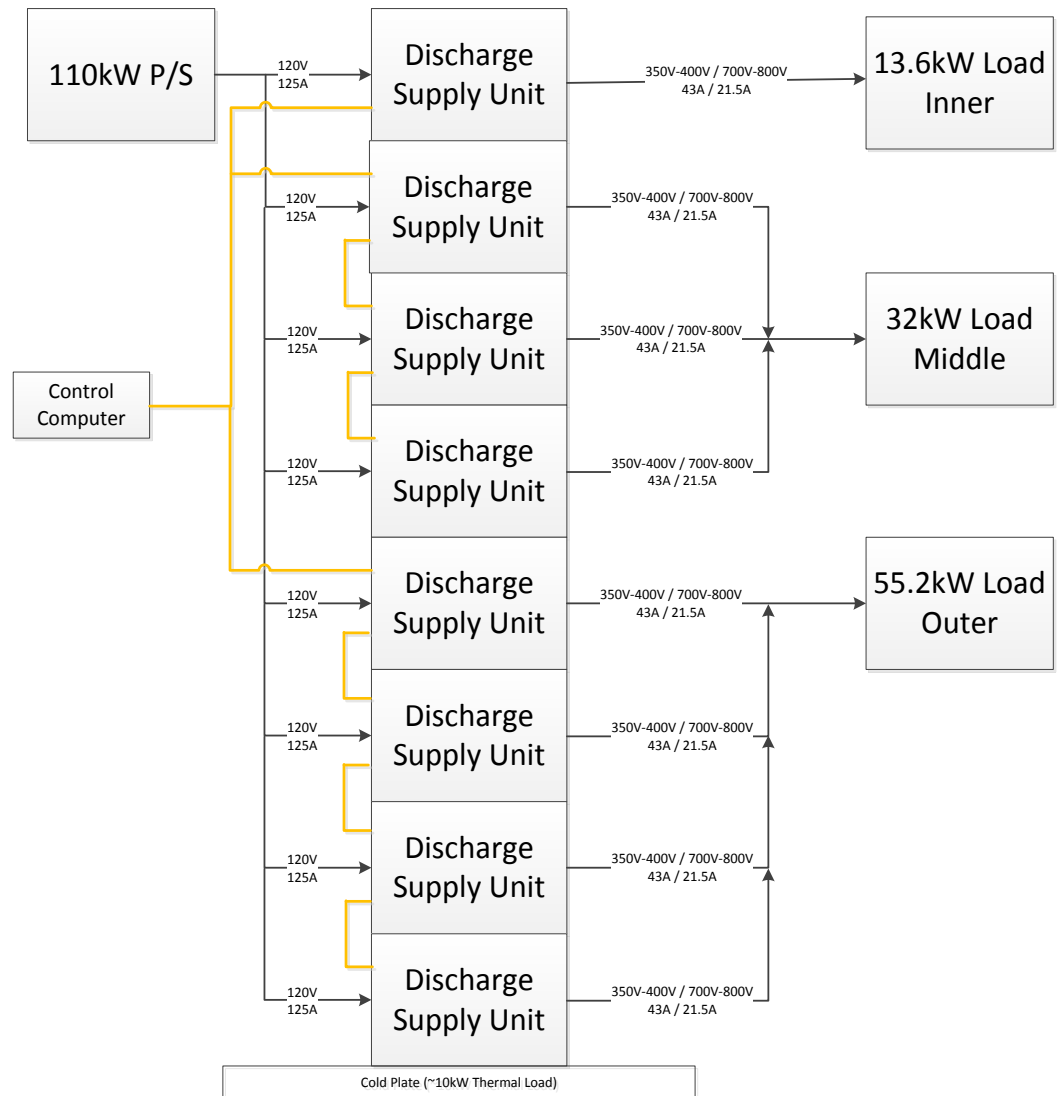 110kW P/S
120V
125A
Discharge
Supply Unit
350V-400V / 700V-800V
43A / 21.5A
13.6kW Load
Inner
120V
125A
Discharge
Supply Unit
350V-400V / 700V-800V
43A / 21.5A
120V
125A
Discharge
Supply Unit
350V-400V / 700V-800V
43A / 21.5A
32kW Load
Middle
Control
Computer
120V
125A
Discharge
Supply Unit
350V-400V / 700V-800V
43A / 21.5A
120V
125A
Discharge
Supply Unit
350V-400V / 700V-800V
43A / 21.5A
55.2kW Load
Outer
120V
125A
Discharge
Supply Unit
350V-400V / 700V-800V
43A / 21.5A
120V
125A
Discharge
Supply Unit
350V-400V / 700V-800V
43A / 21.5A
120V
125A
Discharge
Supply Unit
350V-400V / 700V-800V
43A / 21.5A
Cold Plate (~10kW Thermal Load)